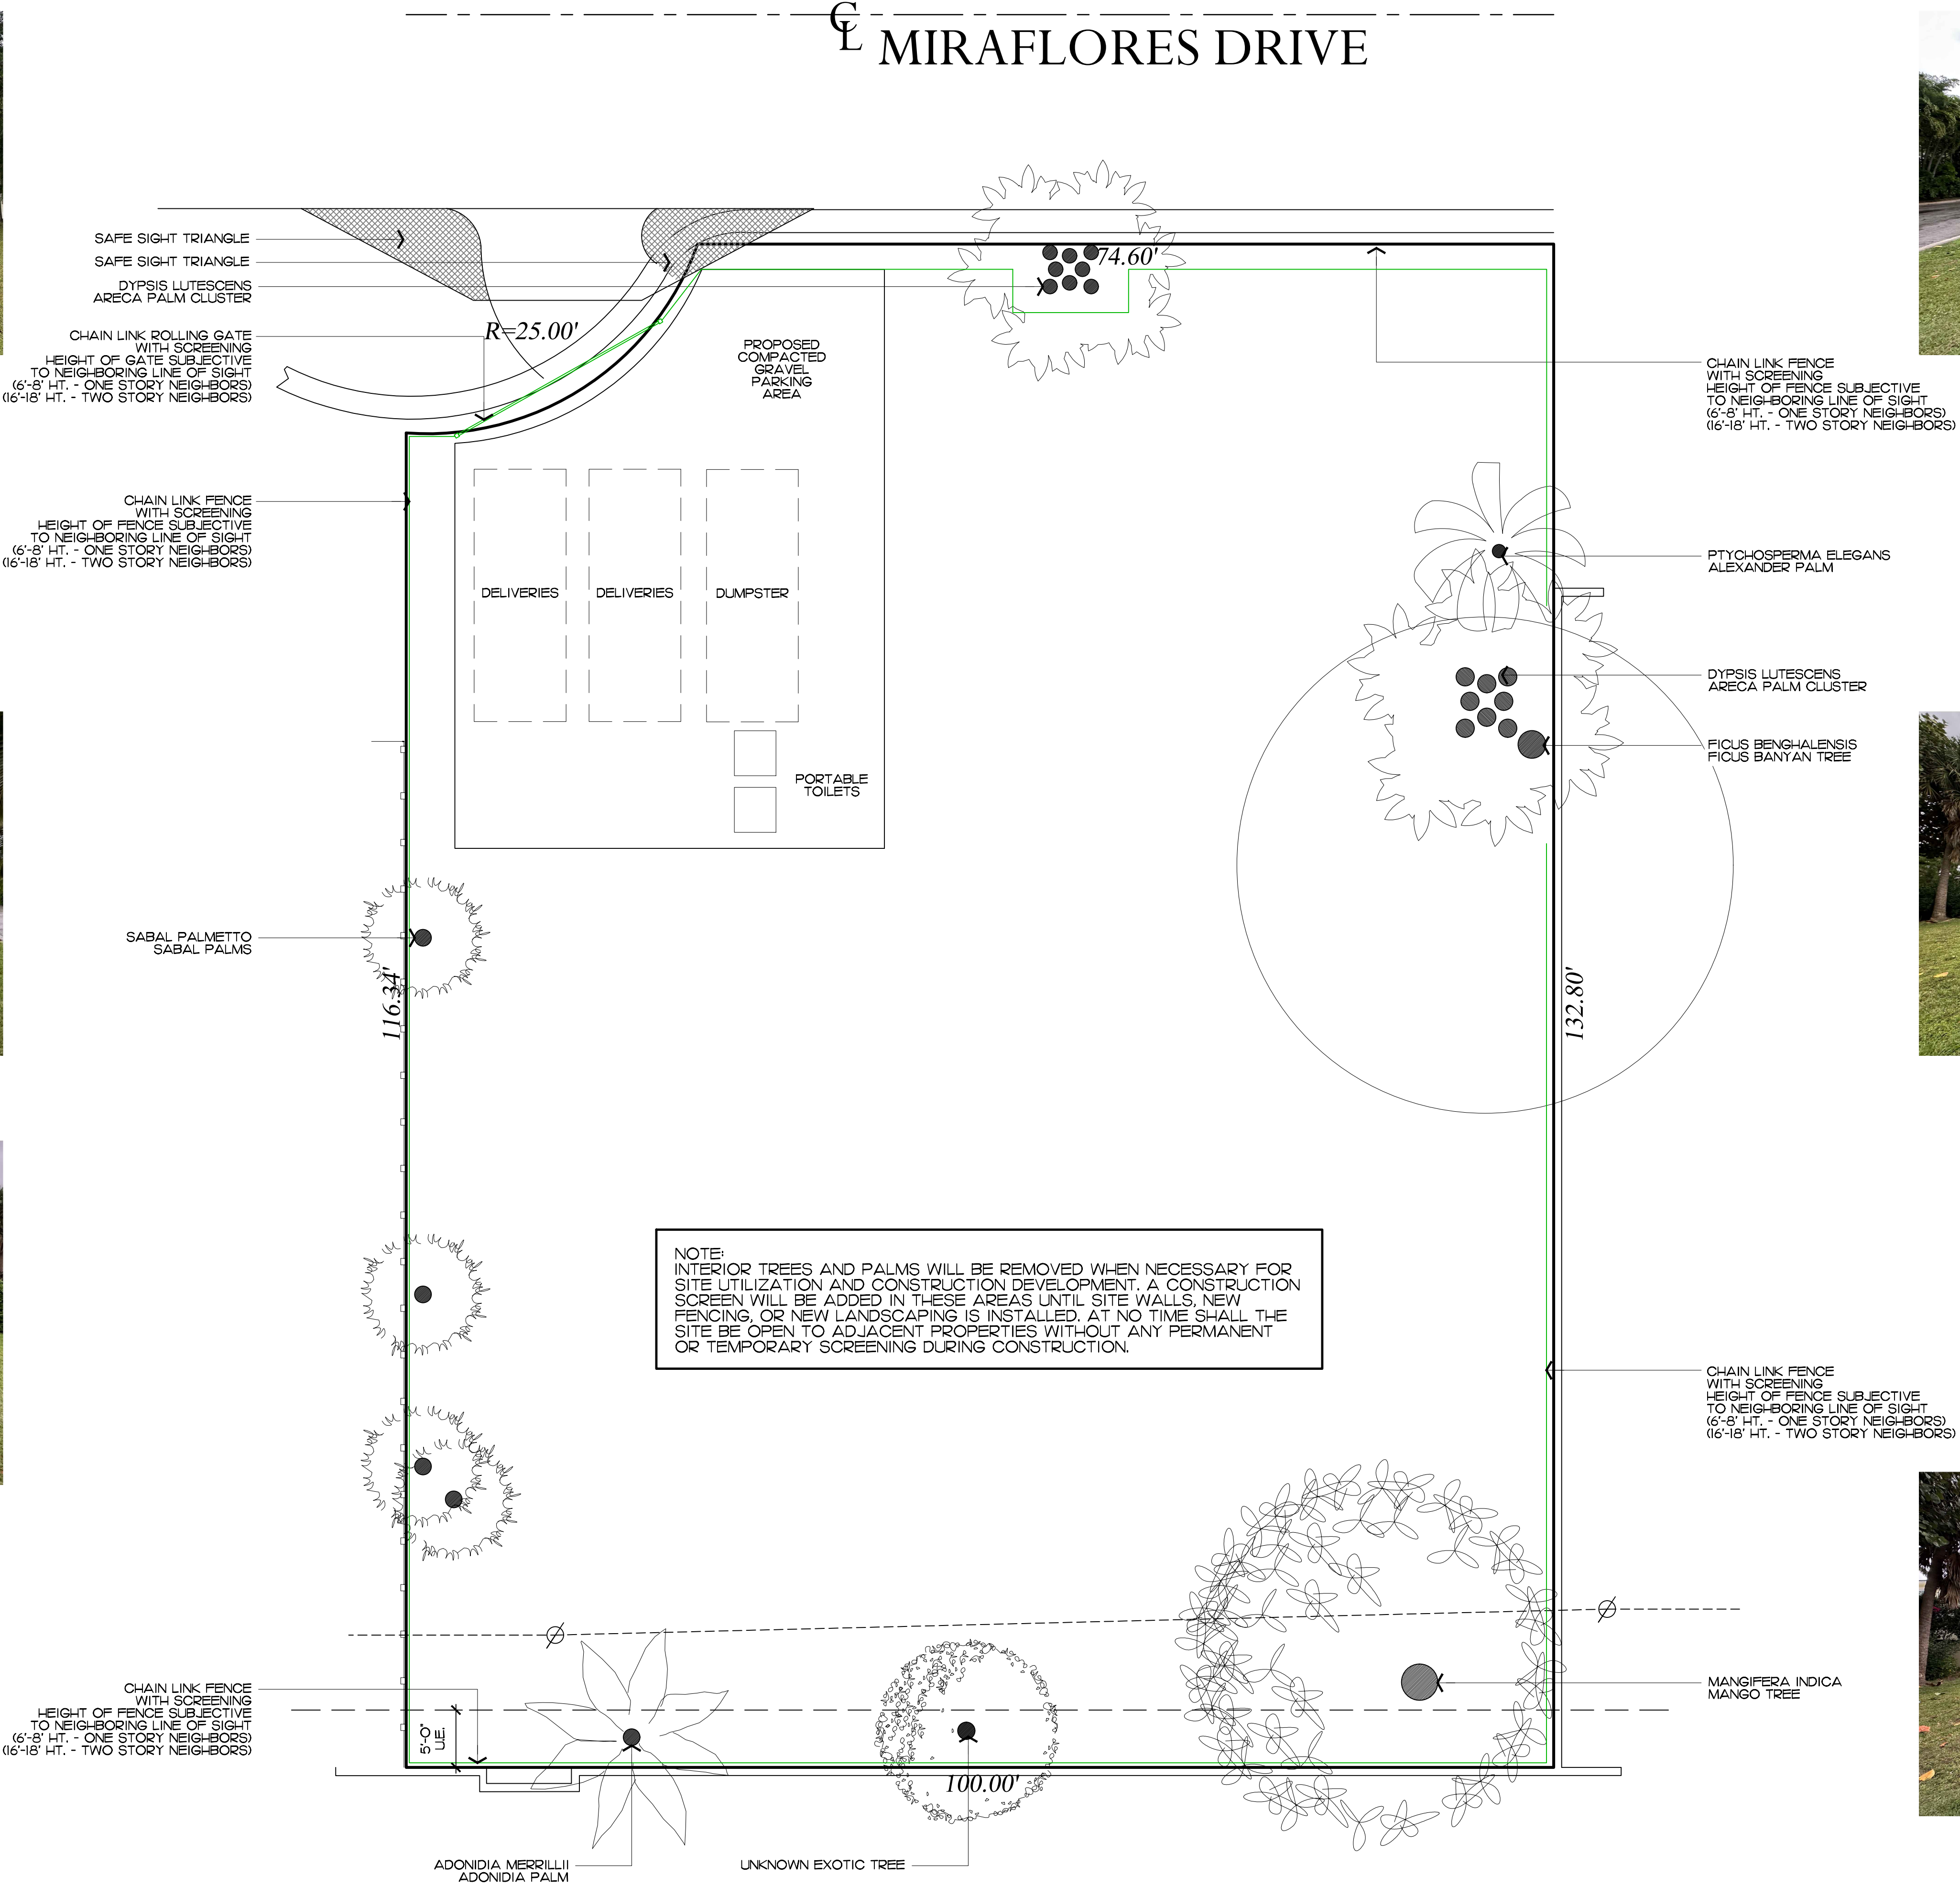 CL MIRAFLORES DRIVE
SAFE SIGHT TRIANGLE
SAFE SIGHT TRIANGLE
DYPSIS LUTESCENS
ARECA PALM CLUSTER
CHAIN LINK ROLLING GATE
WITH SCREENING
HEIGHT OF GATE SUBJECTIVE
TO NEIGHBORING LINE OF SIGHT
(6'-8' HT. - ONE STORY NEIGHBORS)
(16'-18' HT. - TWO STORY NEIGHBORS)
R=25.00'
74.60'
PROPOSED
COMPACTED
GRAVEL
PARKING
AREA
CHAIN LINK FENCE
WITH SCREENING
HEIGHT OF FENCE SUBJECTIVE
TO NEIGHBORING LINE OF SIGHT
(6'-8' HT. - ONE STORY NEIGHBORS)
(16'-18' HT. - TWO STORY NEIGHBORS)
CHAIN LINK FENCE
WITH SCREENING
HEIGHT OF FENCE SUBJECTIVE
TO NEIGHBORING LINE OF SIGHT
(6'-8' HT. - ONE STORY NEIGHBORS)
(16'-18' HT. - TWO STORY NEIGHBORS)
DELIVERIES
DELIVERIES
DUMPSTER
PTYCHOSPERMA ELEGANS
ALEXANDER PALM
DYPSIS LUTESCENS
ARECA PALM CLUSTER
FICUS BENGHALENSIS
FICUS BANYAN TREE
PORTABLE
TOILETS
SABAL PALMETTO
SABAL PALMS
116.34'
132.80'
NOTE:
INTERIOR TREES AND PALMS WILL BE REMOVED WHEN NECESSARY FOR
SITE UTILIZATION AND CONSTRUCTION DEVELOPMENT. A CONSTRUCTION
SCREEN WILL BE ADDED IN THESE AREAS UNTIL SITE WALLS, NEW
FENCING, OR NEW LANDSCAPING IS INSTALLED. AT NO TIME SHALL THE
SITE BE OPEN TO ADJACENT PROPERTIES WITHOUT ANY PERMANENT
OR TEMPORARY SCREENING DURING CONSTRUCTION.
CHAIN LINK FENCE
WITH SCREENING
HEIGHT OF FENCE SUBJECTIVE
TO NEIGHBORING LINE OF SIGHT
(6'-8' HT. - ONE STORY NEIGHBORS)
(16'-18' HT. - TWO STORY NEIGHBORS)
CHAIN LINK FENCE
WITH SCREENING
HEIGHT OF FENCE SUBJECTIVE
TO NEIGHBORING LINE OF SIGHT
(6'-8' HT. - ONE STORY NEIGHBORS)
(16'-18' HT. - TWO STORY NEIGHBORS)
5'-0"
U.E.
MANGIFERA INDICA
MANGO TREE
100.00'
ADONIDIA MERRILLII
ADONIDIA PALM
UNKNOWN EXOTIC TREE